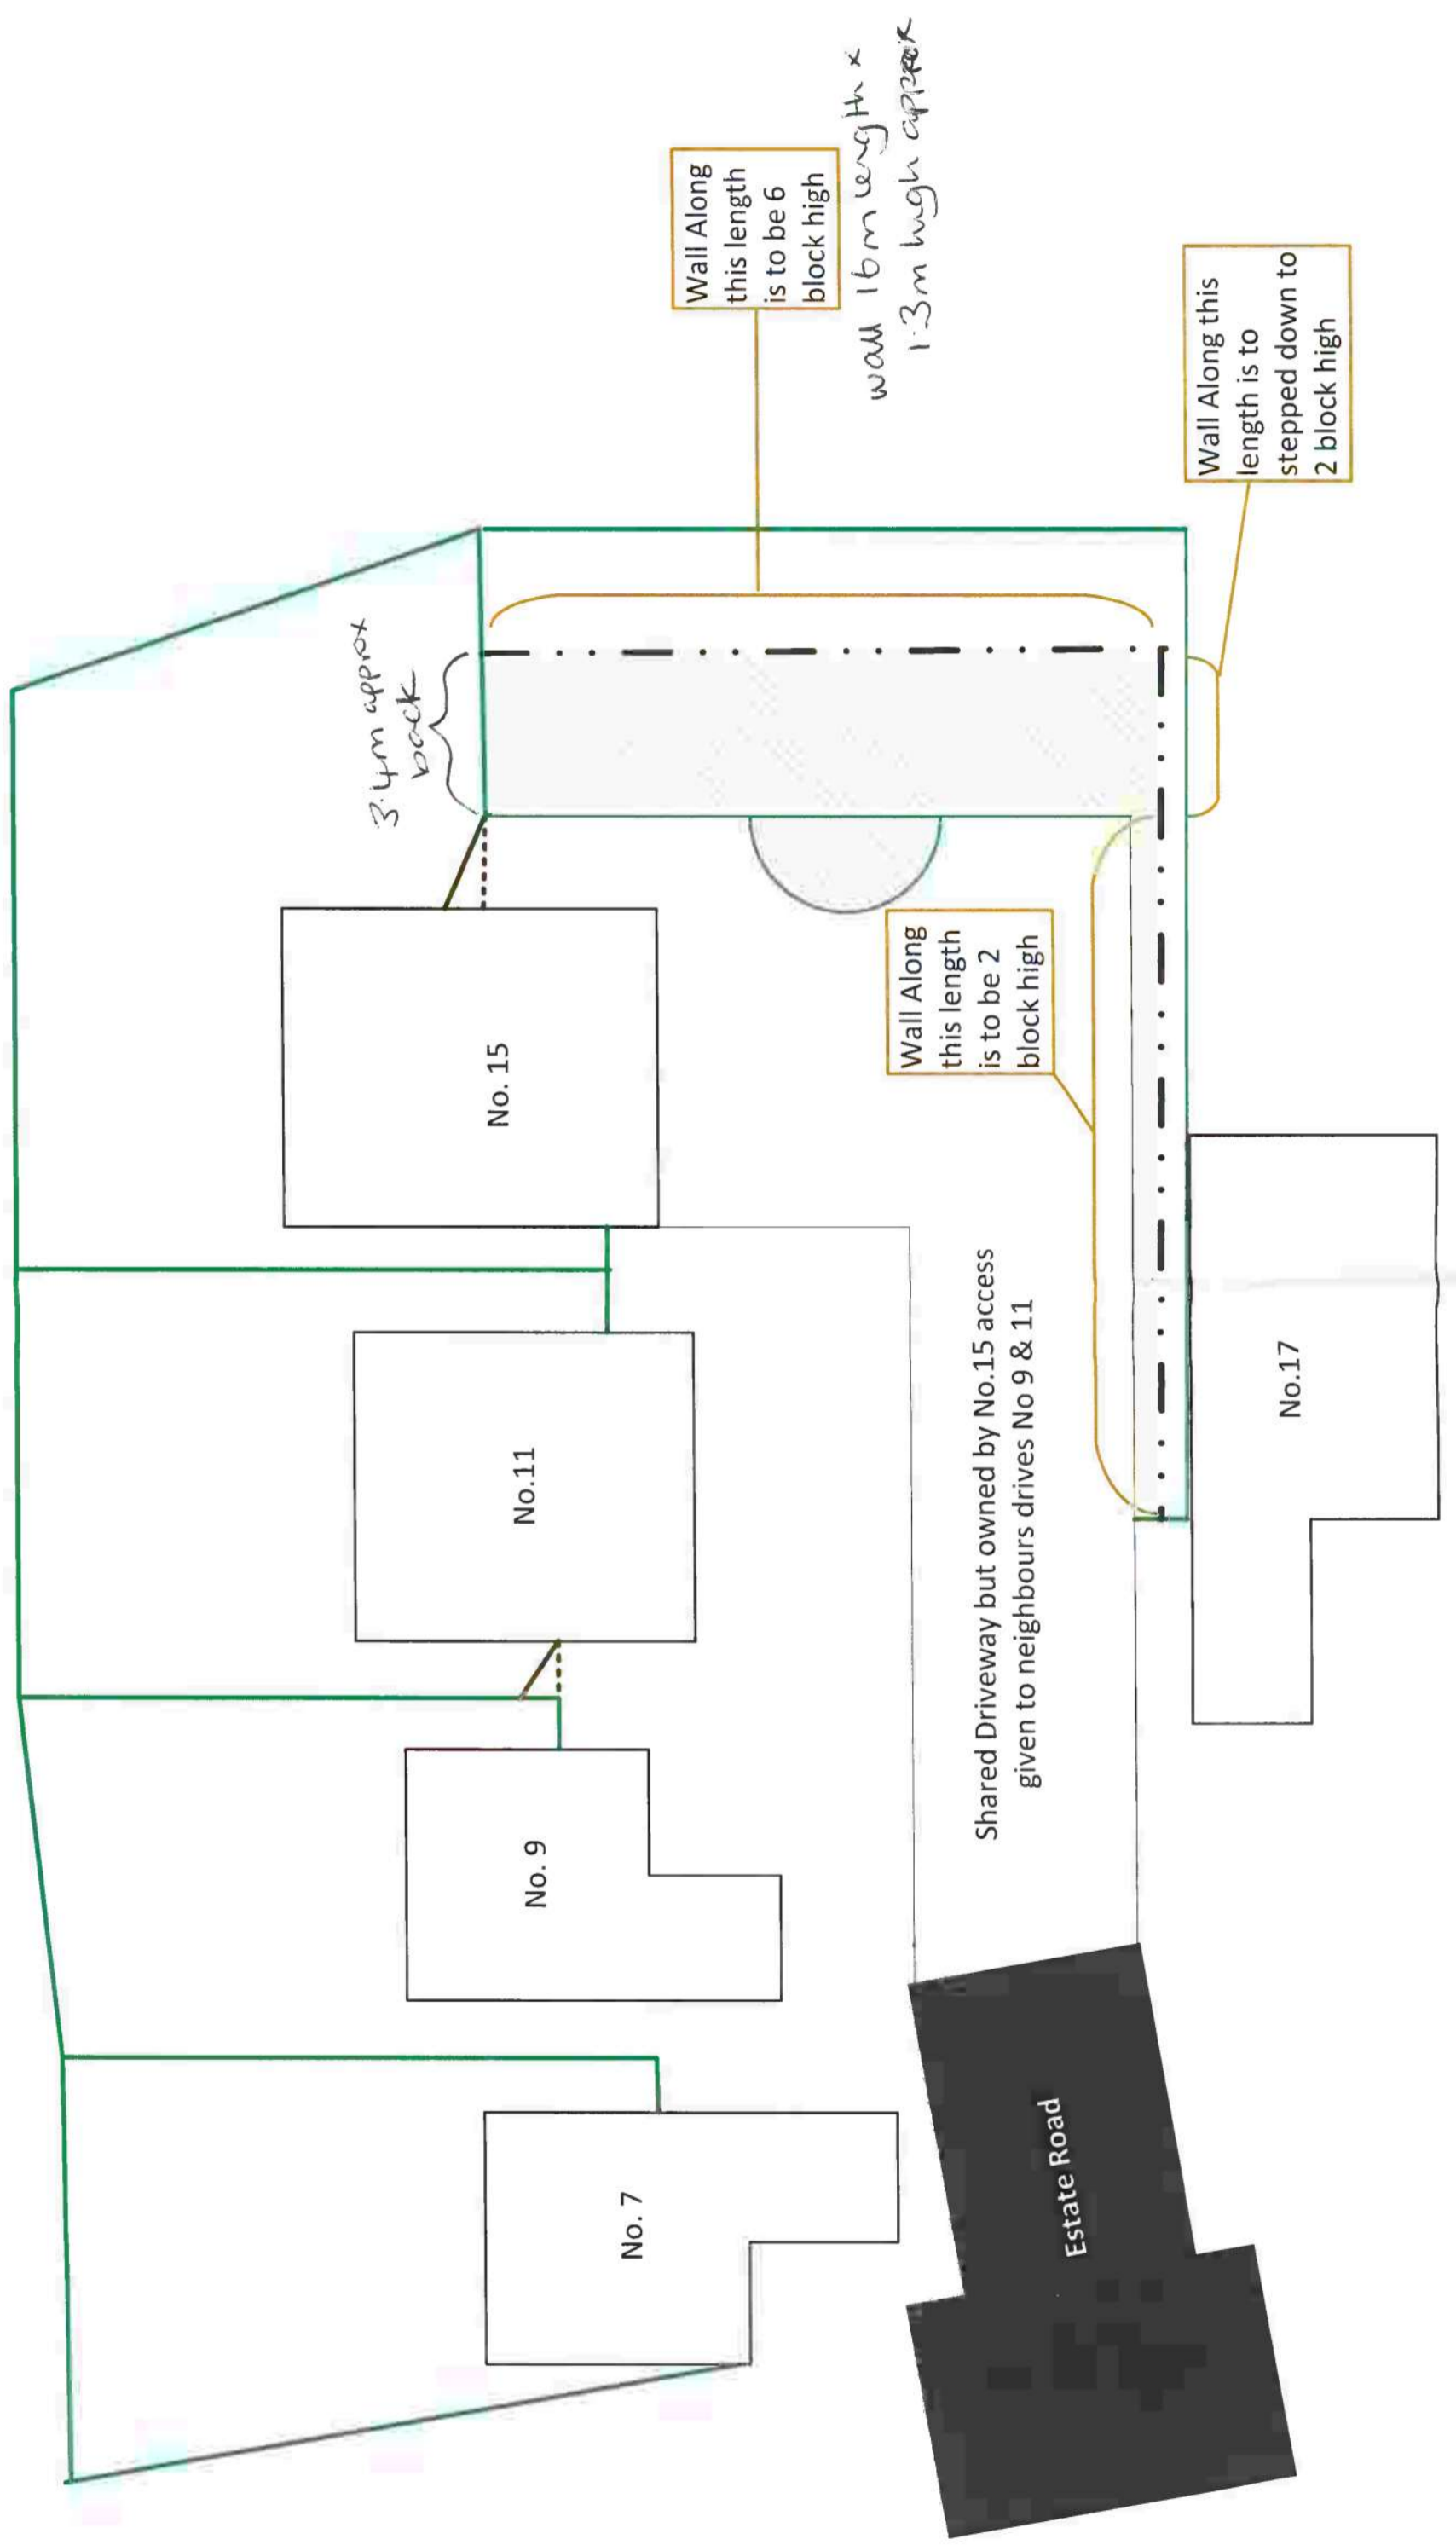 3.4m approx
back
Wall Along
this length
is to be 6
block high
wall 16m length x
1.3m high approx
Wall Along this
length is to
stepped down to
2 block high
Wall Along
this length
is to be 2
block high
No. 15
No.11
No. 9
No. 7
No.17
Shared Driveway but owned by No.15 access
given to neighbours drives No 9 & 11
Estate Road